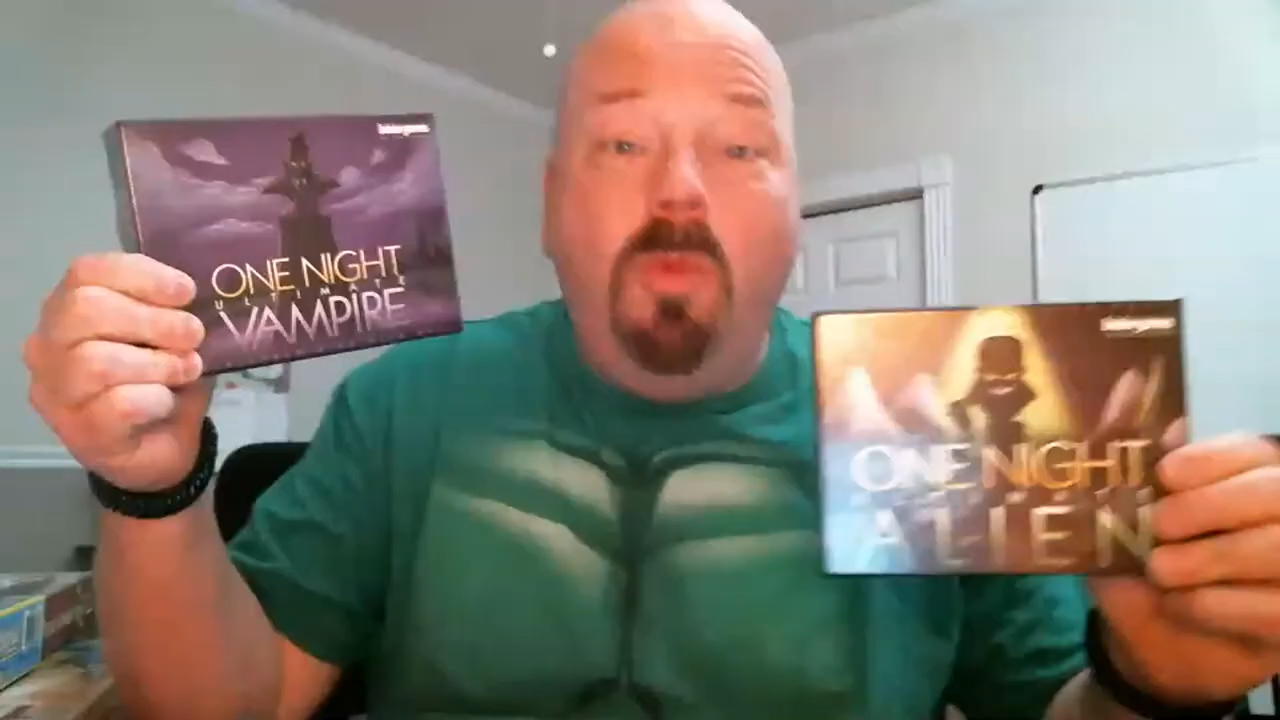 ONE NIGHT
ULTIMATE
VAMPIRE
ONE NIGHT
ALIEN